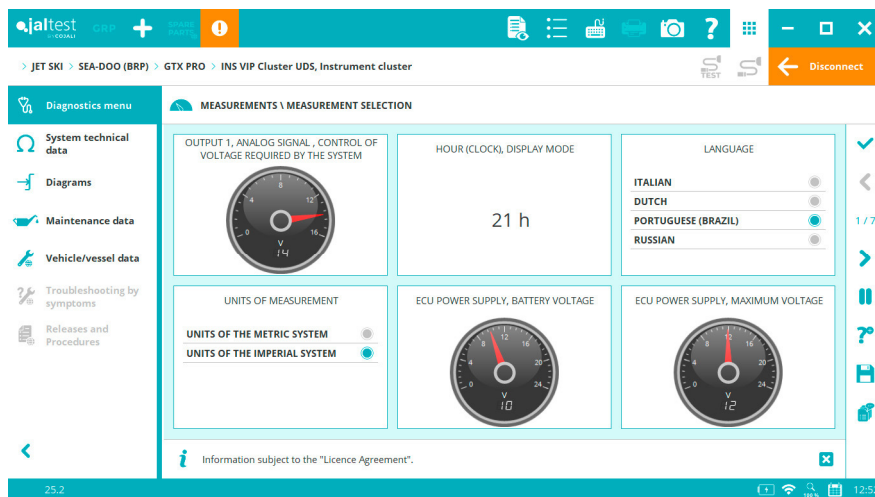 jaltest
BY COJALI
GRP
SPARE
PARTS
TEST
> JET SKI > SEA-DOO (BRP) > GTX PRO > INS VIP Cluster UDS, Instrument cluster
Disconnect
Diagnostics menu
MEASUREMENTS \ MEASUREMENT SELECTION
System technical
data
Diagrams
Maintenance data
Vehicle/vessel data
Troubleshooting by
symptoms
Releases and
Procedures
OUTPUT 1, ANALOG SIGNAL , CONTROL OF
VOLTAGE REQUIRED BY THE SYSTEM
0
4
8
12
16
V
14
HOUR (CLOCK), DISPLAY MODE
21 h
LANGUAGE
ITALIAN
DUTCH
PORTUGUESE (BRAZIL)
RUSSIAN
1 / 7
UNITS OF MEASUREMENT
UNITS OF THE METRIC SYSTEM
UNITS OF THE IMPERIAL SYSTEM
ECU POWER SUPPLY, BATTERY VOLTAGE
0
4
8
12
16
20
24
V
10
ECU POWER SUPPLY, MAXIMUM VOLTAGE
0
4
8
12
16
20
24
V
12
i Information subject to the "Licence Agreement".
25.2
100 %